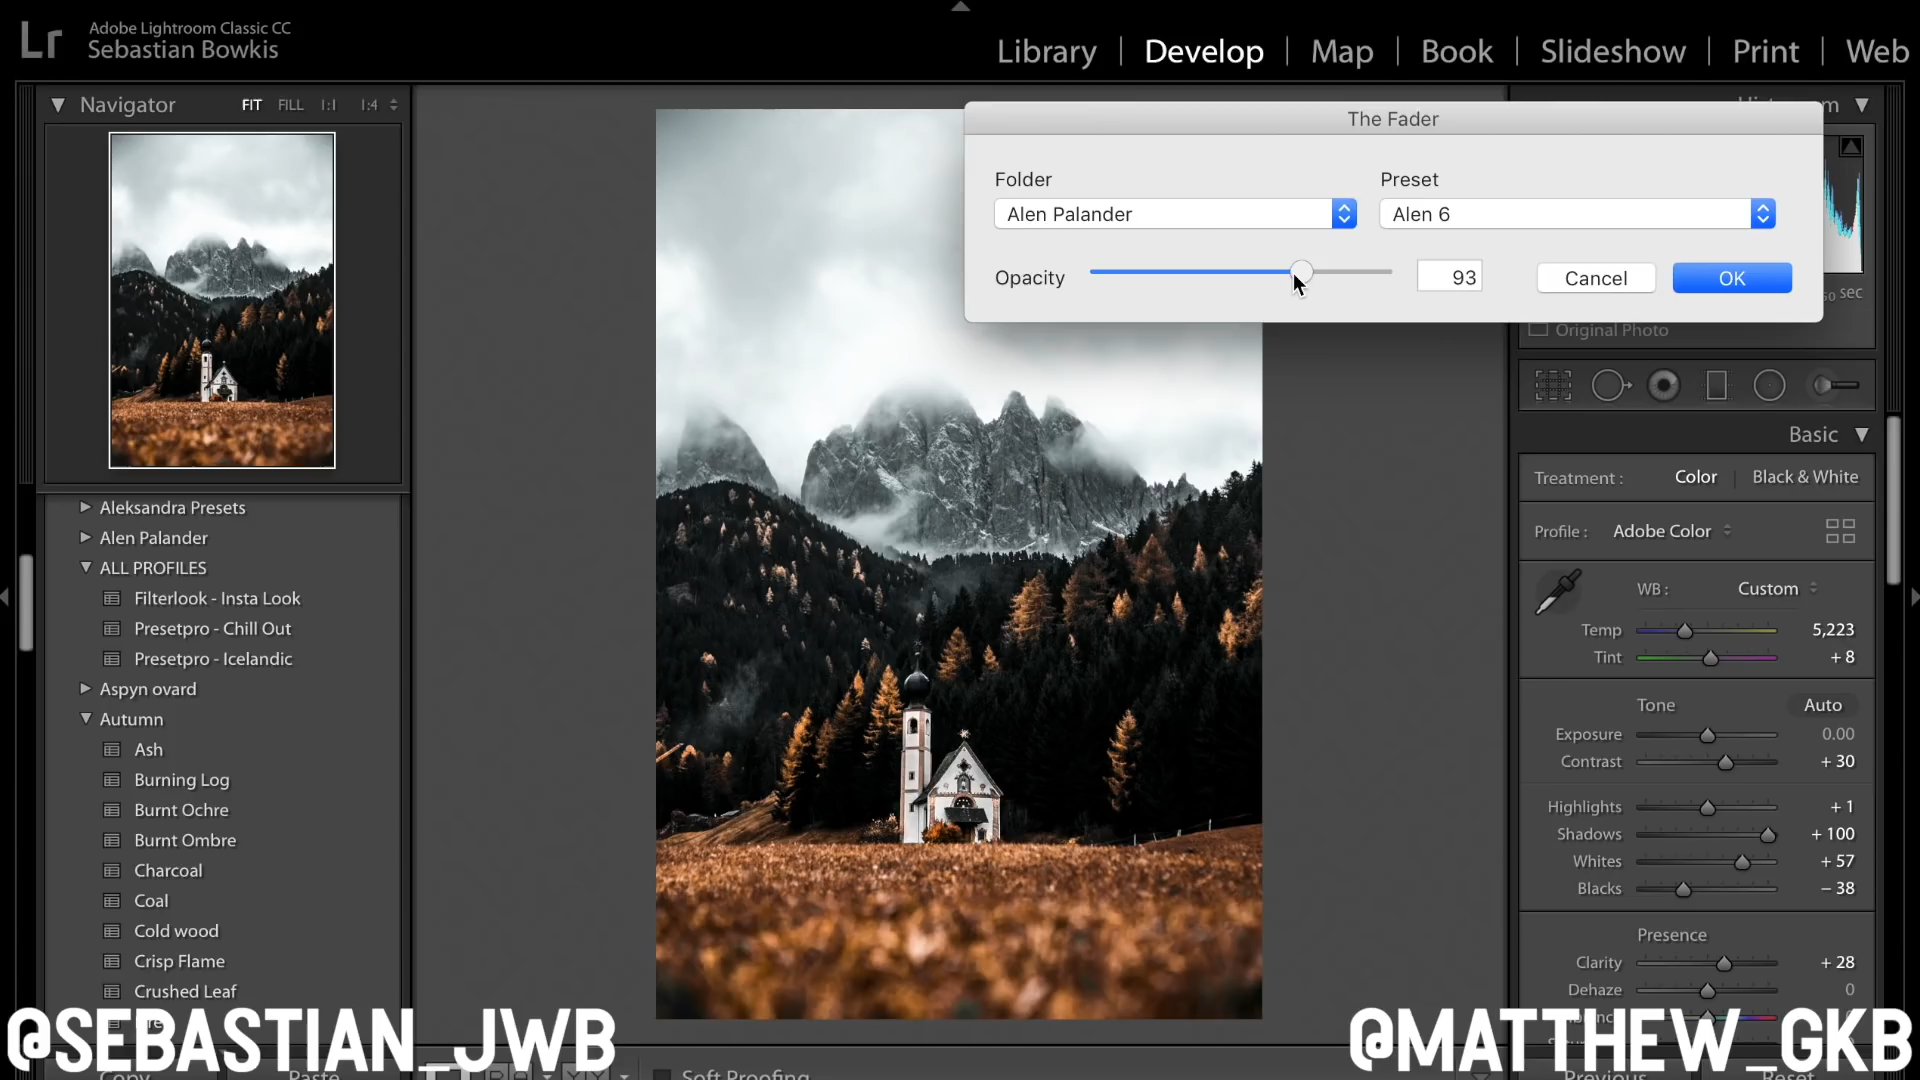 Adobe Lightroom Classic CC
Sebastian Bowkis
Library | Develop | Map | Book | Slideshow | Print | Web
Navigator FIT FILL 1:1 1:4
The Fader
Folder Preset
Alen Palander Alen 6
Opacity 93 Cancel OK
sec
Original Photo
Basic
Treatment : Color Black & White
Profile : Adobe Color
WB : Custom
Temp 5,223
Tint + 8
Tone Auto
Exposure 0.00
Contrast + 30
Highlights + 1
Shadows + 100
Whites + 57
Blacks – 38
Presence
Clarity + 28
Dehaze 0
Aleksandra Presets
Alen Palander
ALL PROFILES
Filterlook - Insta Look
Presetpro - Chill Out
Presetpro - Icelandic
Aspyn ovard
Autumn
Ash
Burning Log
Burnt Ochre
Burnt Ombre
Charcoal
Coal
Cold wood
Crisp Flame
Crushed Leaf
@SEBASTIAN_JWB
@MATTHEW_GKB
Copy Paste Soft Proofing Previous Reset